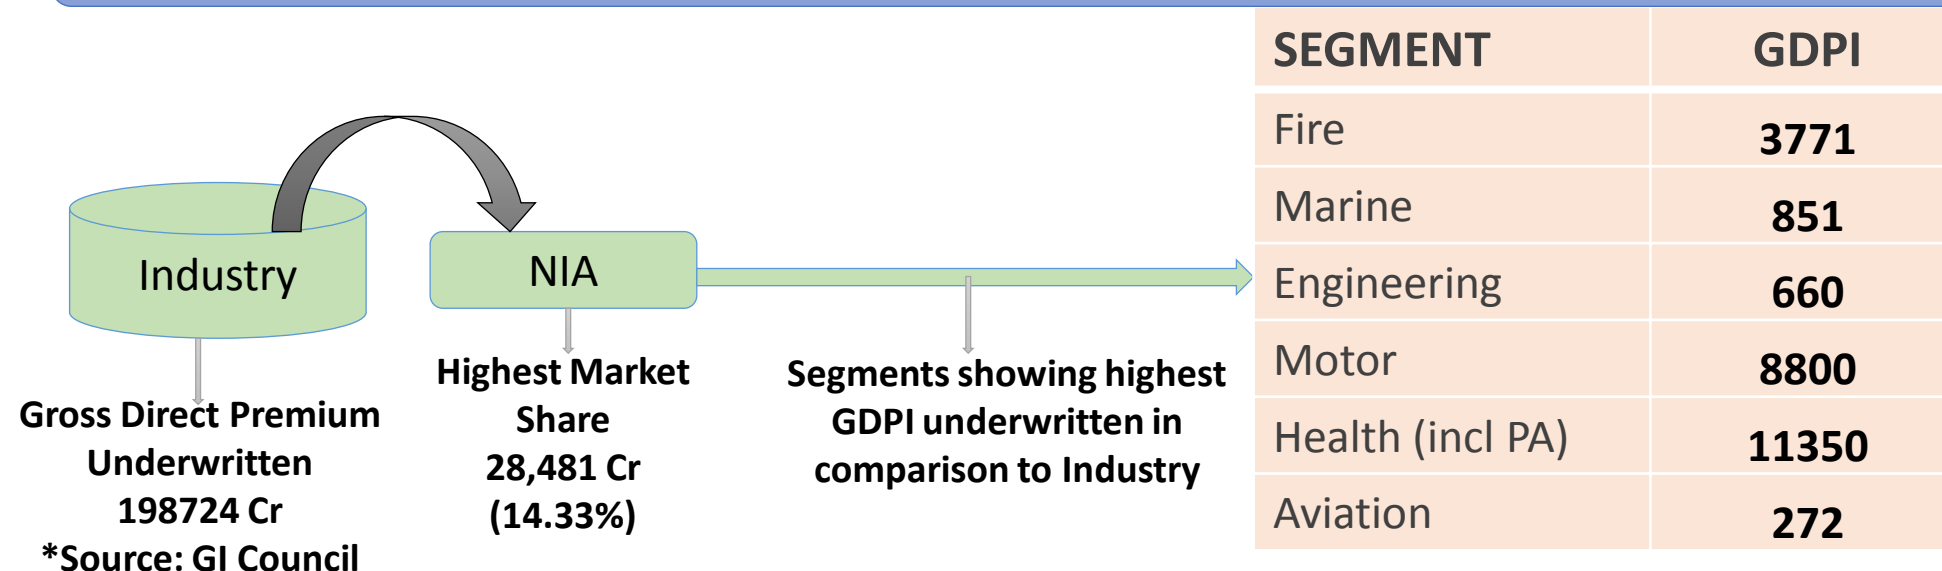 Industry
Gross Direct Premium
Underwritten
198724 Cr
*Source: GI Council
NIA
Highest Market
Share
28,481 Cr
(14.33%)
Segments showing highest
GDPI underwritten in
comparison to Industry
SEGMENT GDPI
Fire 3771
Marine 851
Engineering 660
Motor 8800
Health (incl PA) 11350
Aviation 272